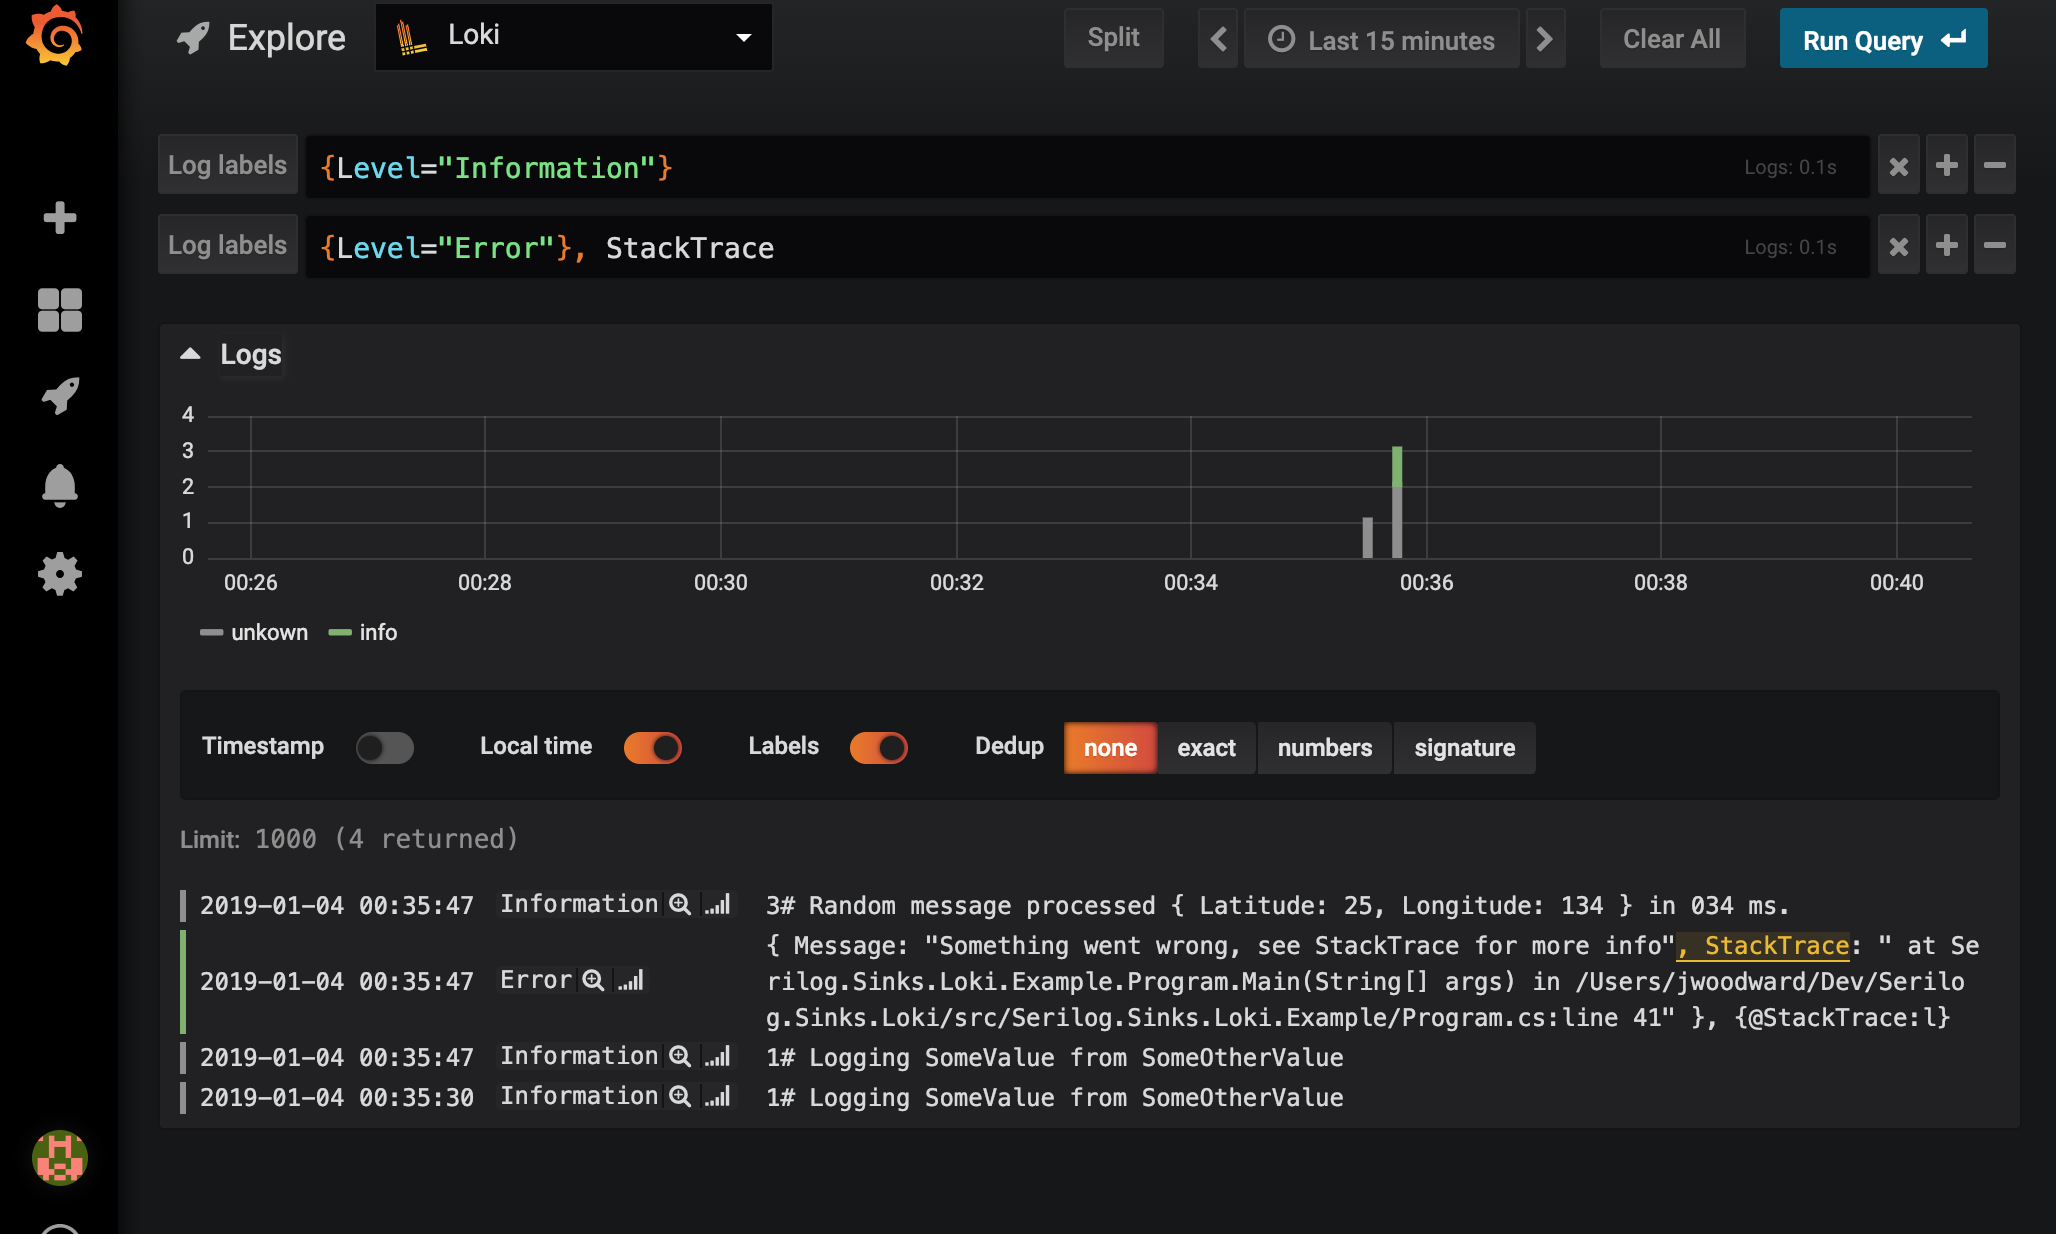 Explore Loki Split Last 15 minutes Clear All Run Query
Log labels {Level="Information"} Logs: 0.1s
Log labels {Level="Error"}, StackTrace Logs: 0.1s
Logs
4
3
2
1
0
00:26 00:28 00:30 00:32 00:34 00:36 00:38 00:40
unkown info
Timestamp Local time Labels Dedup none exact numbers signature
Limit: 1000 (4 returned)
2019-01-04 00:35:47 Information 3# Random message processed { Latitude: 25, Longitude: 134 } in 034 ms.
{ Message: "Something went wrong, see StackTrace for more info", StackTrace: " at Se
2019-01-04 00:35:47 Error rilog.Sinks.Loki.Example.Program.Main(String[] args) in /Users/jwoodward/Dev/Serilo
g.Sinks.Loki/src/Serilog.Sinks.Loki.Example/Program.cs:line 41" }, {@StackTrace:l}
2019-01-04 00:35:47 Information 1# Logging SomeValue from SomeOtherValue
2019-01-04 00:35:30 Information 1# Logging SomeValue from SomeOtherValue